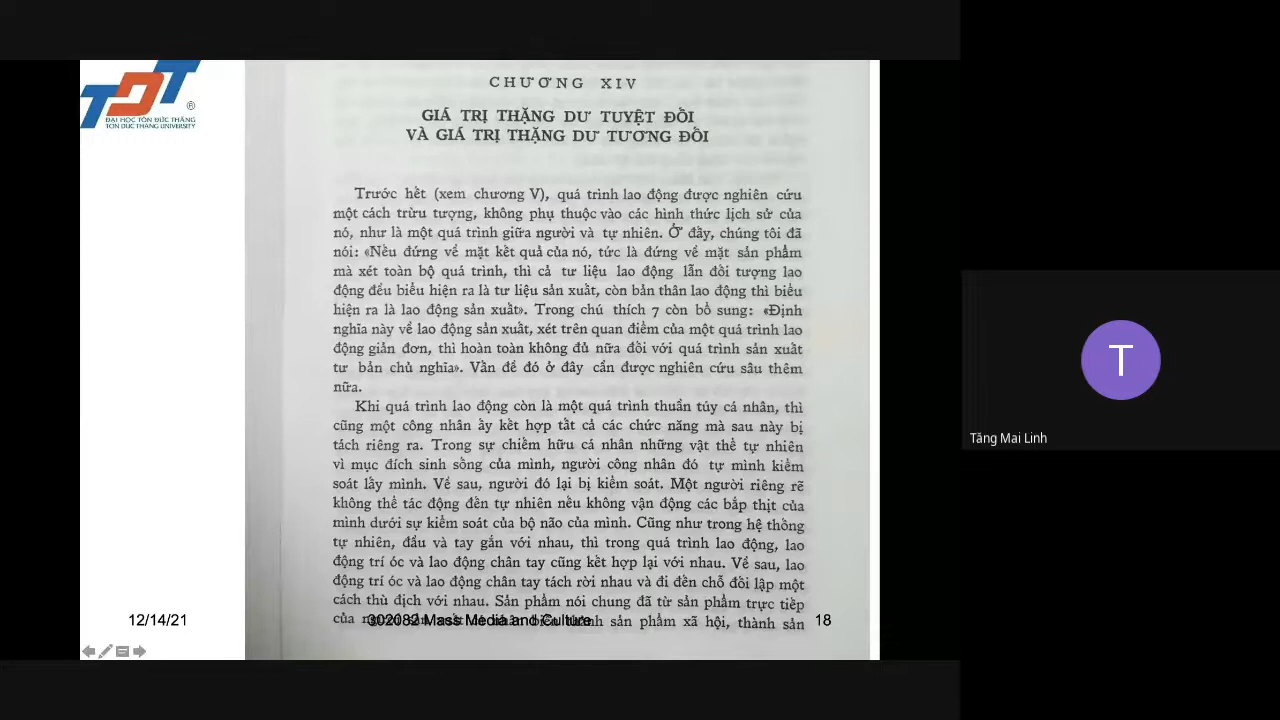 TDT
®
ĐẠI HỌC TÔN ĐỨC THẮNG
TON DUC THANG UNIVERSITY
CHƯƠNG XIV
GIÁ TRỊ THẶNG DƯ TUYỆT ĐỐI
VÀ GIÁ TRỊ THẶNG DƯ TƯƠNG ĐỐI
Trước hết (xem chương V), quá trình lao động được nghiên cứu
một cách trừu tượng, không phụ thuộc vào các hình thức lịch sử của
nó, như là một quá trình giữa người và tự nhiên. Ở đây, chúng tôi đã
nói: «Nếu đứng về mặt kết quả của nó, tức là đứng về mặt sản phẩm
mà xét toàn bộ quá trình, thì cả tư liệu lao động lẫn đối tượng lao
động đều biểu hiện ra là tư liệu sản xuất, còn bản thân lao động thì biểu
hiện ra là lao động sản xuất». Trong chú thích 7 còn bổ sung: «Định
nghĩa này về lao động sản xuất, xét trên quan điểm của một quá trình lao
động giản đơn, thì hoàn toàn không đủ nữa đối với quá trình sản xuất
tư bản chủ nghĩa». Vấn đề đó ở đây cần được nghiên cứu sâu thêm
nữa.
Khi quá trình lao động còn là một quá trình thuần túy cá nhân, thì
cũng một công nhân ấy kết hợp tất cả các chức năng mà sau này bị
tách riêng ra. Trong sự chiếm hữu cá nhân những vật thể tự nhiên
vì mục đích sinh sống của mình, người công nhân đó tự mình kiểm
soát lấy mình. Về sau, người đó lại bị kiểm soát. Một người riêng rẽ
không thể tác động đến tự nhiên nếu không vận động các bắp thịt của
mình dưới sự kiểm soát của bộ não của mình. Cũng như trong hệ thống
tự nhiên, đầu và tay gắn với nhau, thì trong quá trình lao động, lao
động trí óc và lao động chân tay cũng kết hợp lại với nhau. Về sau, lao
động trí óc và lao động chân tay tách rời nhau và đi đến chỗ đối lập một
cách thù địch với nhau. Sản phẩm nói chung đã từ sản phẩm trực tiếp
của thành sản phẩm xã hội, thành sản
12/14/21
302082 Mass Media and Culture
18
T
Tăng Mai Linh